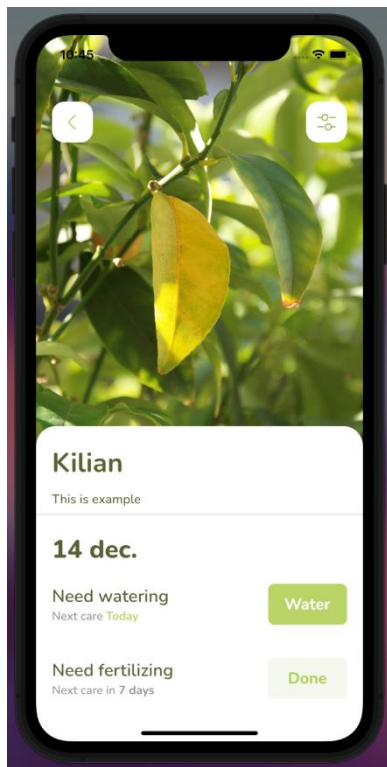 10:45
Kilian
This is example
14 dec.
Need watering
Water
Next care Today
Need fertilizing
Done
Next care in 7 days